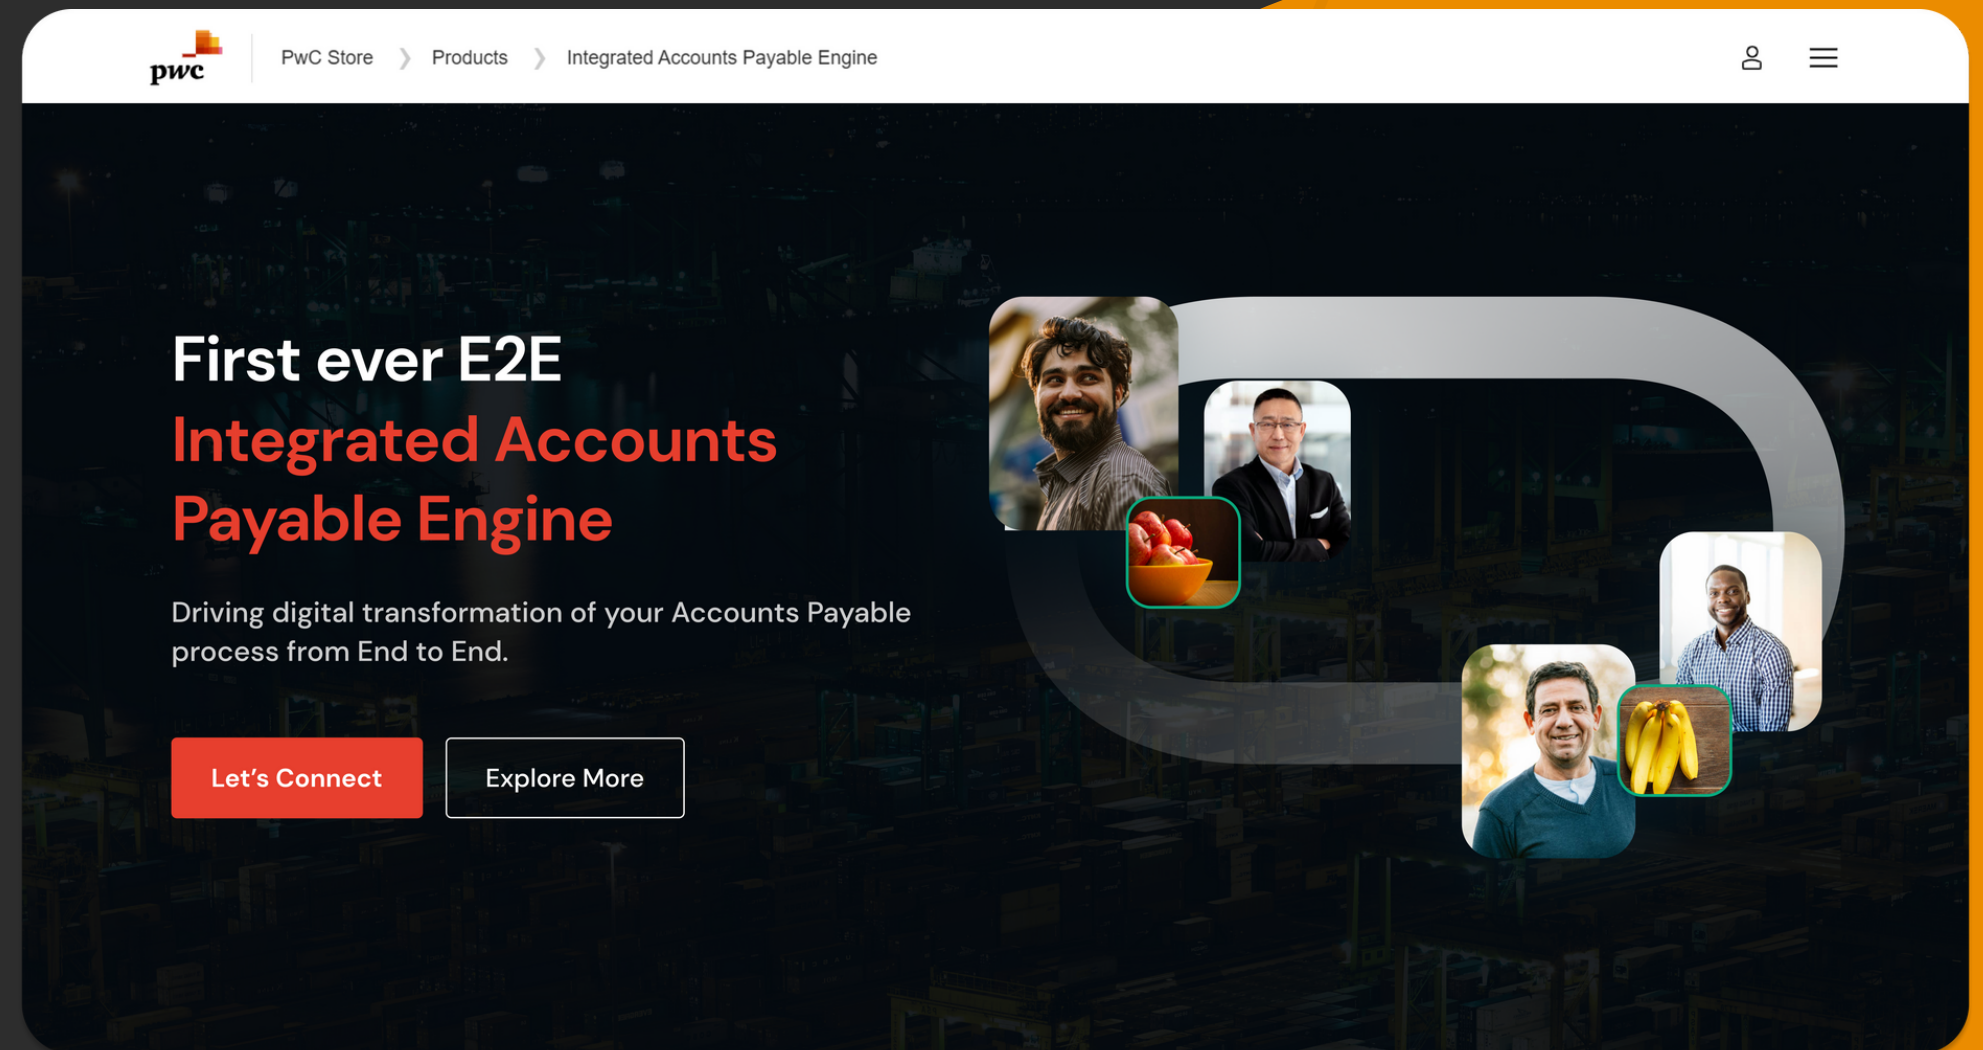 pwc
PwC Store
Products
Integrated Accounts Payable Engine
First ever E2E
Integrated Accounts
Payable Engine
Driving digital transformation of your Accounts Payable
process from End to End.
Let’s Connect
Explore More